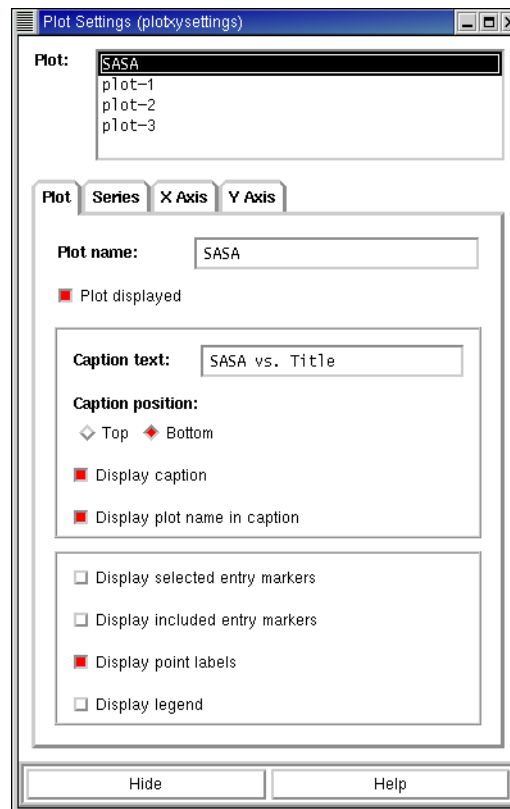 Plot Settings (plotxysettings)
Plot:
SASA
plot-1
plot-2
plot-3
Plot Series X Axis Y Axis
Plot name: SASA
Plot displayed
Caption text: SASA vs. Title
Caption position:
Top Bottom
Display caption
Display plot name in caption
Display selected entry markers
Display included entry markers
Display point labels
Display legend
Hide Help